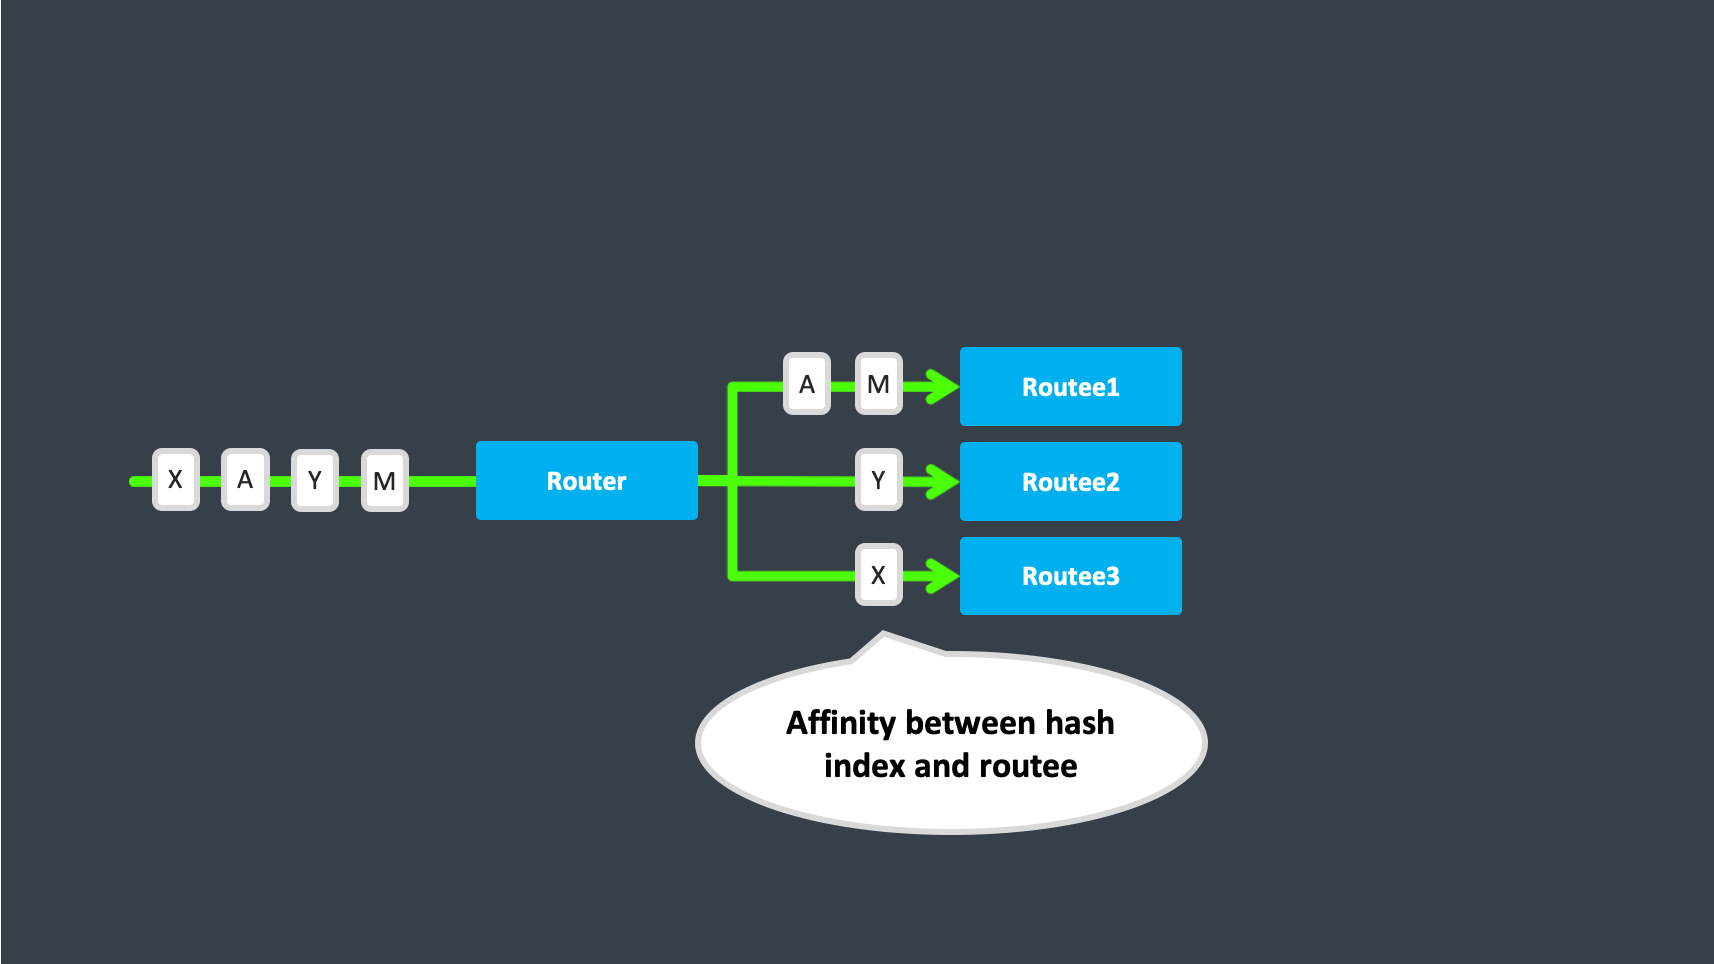 A M
Routee1
X A Y M
Router
Y
Routee2
X
Routee3
Affinity between hash
index and routee